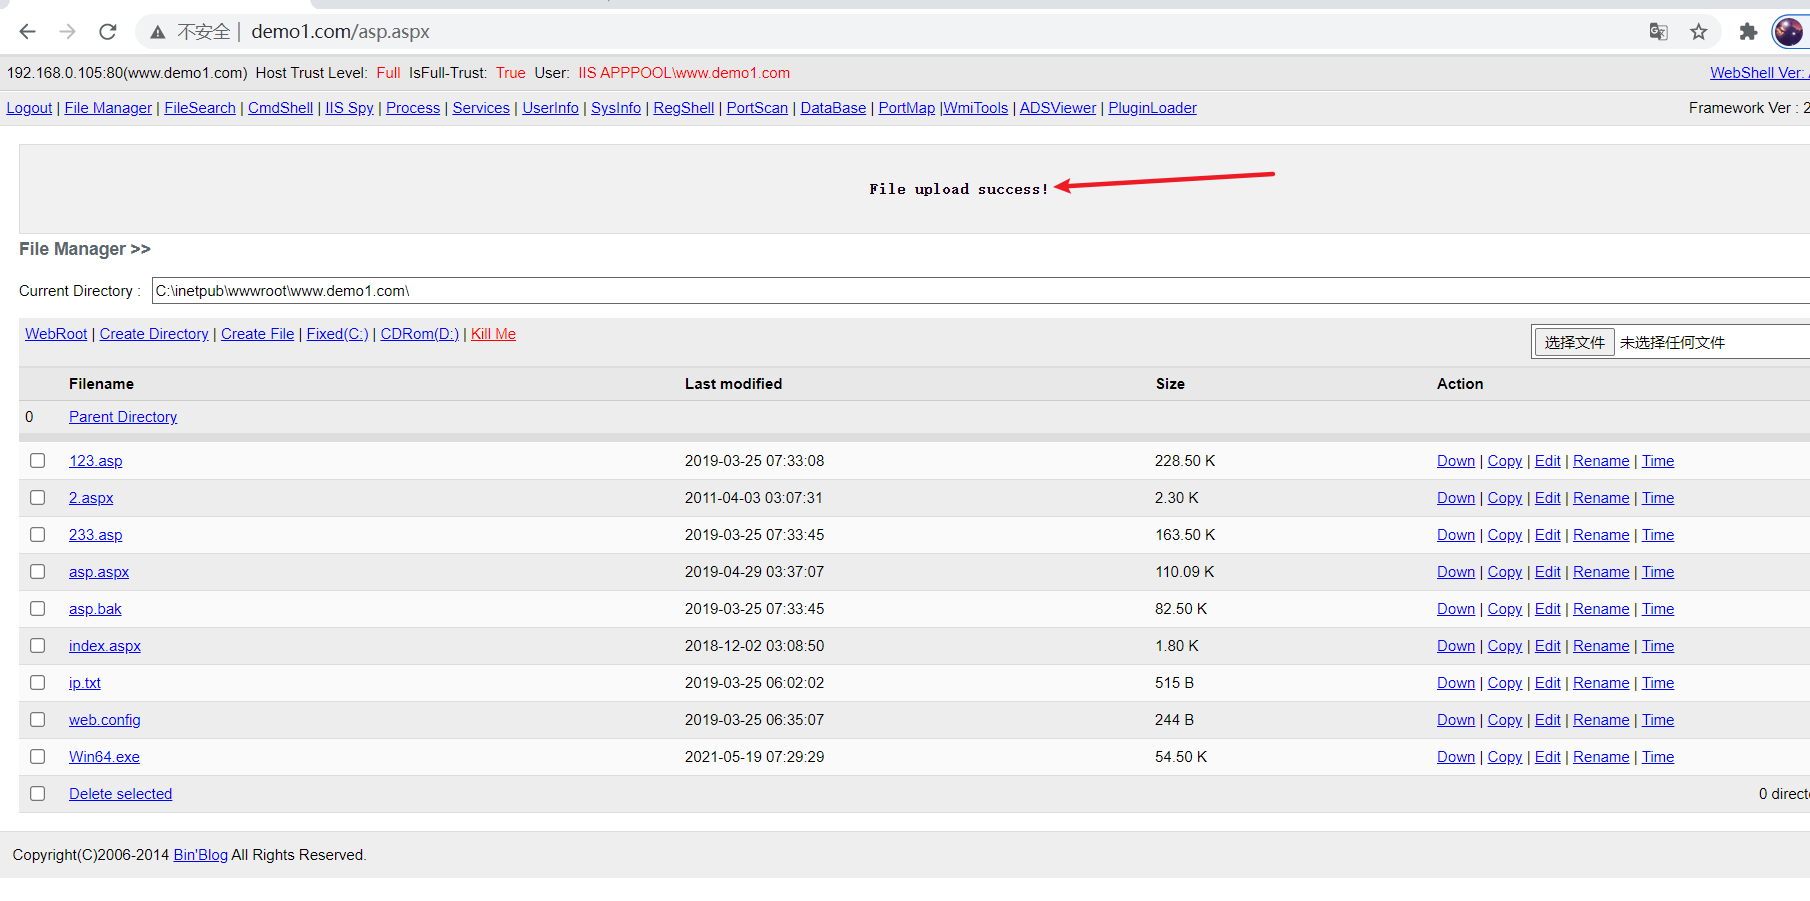 不安全 | demo1.com/asp.aspx
192.168.0.105:80(www.demo1.com) Host Trust Level: Full IsFull-Trust: True User: IIS APPPOOL\www.demo1.com WebShell Ver:
Logout | File Manager | FileSearch | CmdShell | IIS Spy | Process | Services | UserInfo | SysInfo | RegShell | PortScan | DataBase | PortMap |WmiTools | ADSViewer | PluginLoader Framework Ver : 2
File upload success!
File Manager >>
Current Directory : C:\inetpub\wwwroot\www.demo1.com\
WebRoot | Create Directory | Create File | Fixed(C:) | CDRom(D:) | Kill Me 选择文件 未选择任何文件
Filename Last modified Size Action
0 Parent Directory
123.asp 2019-03-25 07:33:08 228.50 K Down | Copy | Edit | Rename | Time
2.aspx 2011-04-03 03:07:31 2.30 K Down | Copy | Edit | Rename | Time
233.asp 2019-03-25 07:33:45 163.50 K Down | Copy | Edit | Rename | Time
asp.aspx 2019-04-29 03:37:07 110.09 K Down | Copy | Edit | Rename | Time
asp.bak 2019-03-25 07:33:45 82.50 K Down | Copy | Edit | Rename | Time
index.aspx 2018-12-02 03:08:50 1.80 K Down | Copy | Edit | Rename | Time
ip.txt 2019-03-25 06:02:02 515 B Down | Copy | Edit | Rename | Time
web.config 2019-03-25 06:35:07 244 B Down | Copy | Edit | Rename | Time
Win64.exe 2021-05-19 07:29:29 54.50 K Down | Copy | Edit | Rename | Time
Delete selected 0 direct
Copyright(C)2006-2014 Bin'Blog All Rights Reserved.